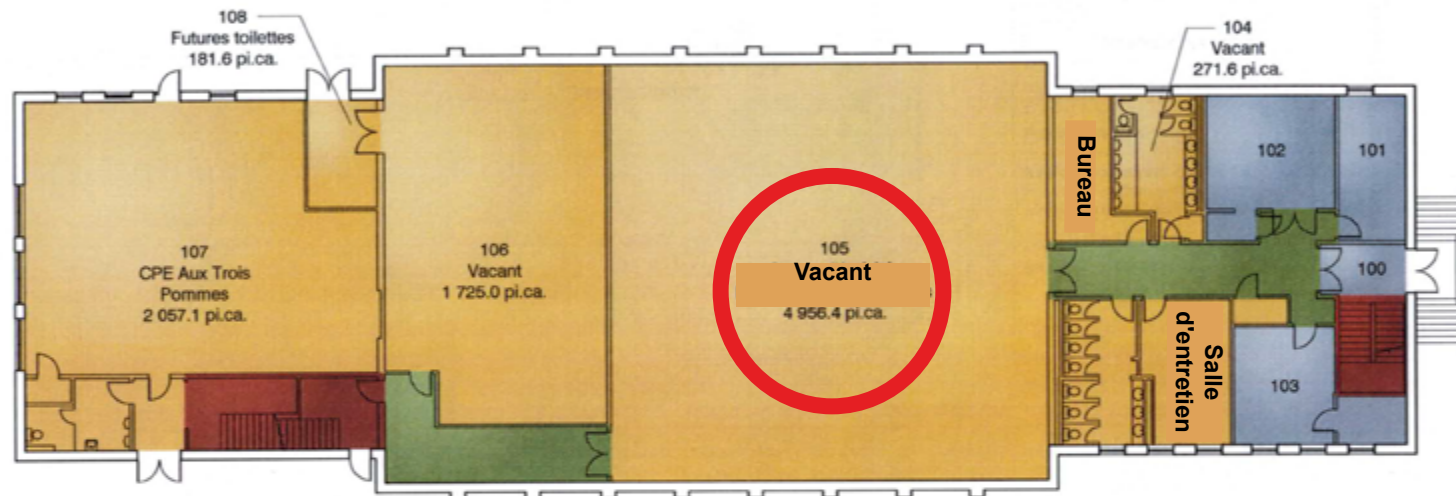 108
Futures toilettes
181.6 pi.ca.
104
Vacant
271.6 pi.ca.
107
CPE Aux Trois
Pommes
2 057.1 pi.ca.
106
Vacant
1 725.0 pi.ca.
105
Vacant
4 956.4 pi.ca.
Bureau
102
101
100
Salle
d'entretien
103